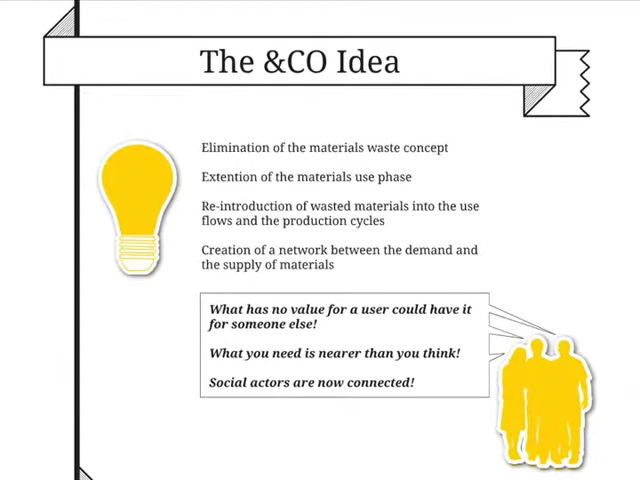 The &CO Idea
Elimination of the materials waste concept
Extention of the materials use phase
Re-introduction of wasted materials into the use
flows and the production cycles
Creation of a network between the demand and
the supply of materials
What has no value for a user could have it
for someone else!
What you need is nearer than you think!
Social actors are now connected!